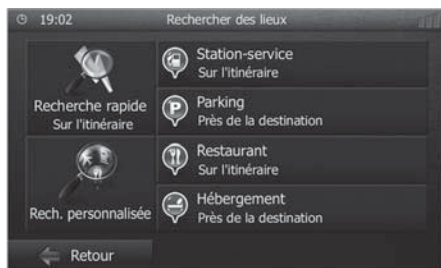 19:02
Rechercher des lieux
Recherche rapide
Sur l'itinéraire
Rech. personnalisée
Station-service
Sur l'itinéraire
Parking
Près de la destination
Restaurant
Sur l'itinéraire
Hébergement
Près de la destination
Retour